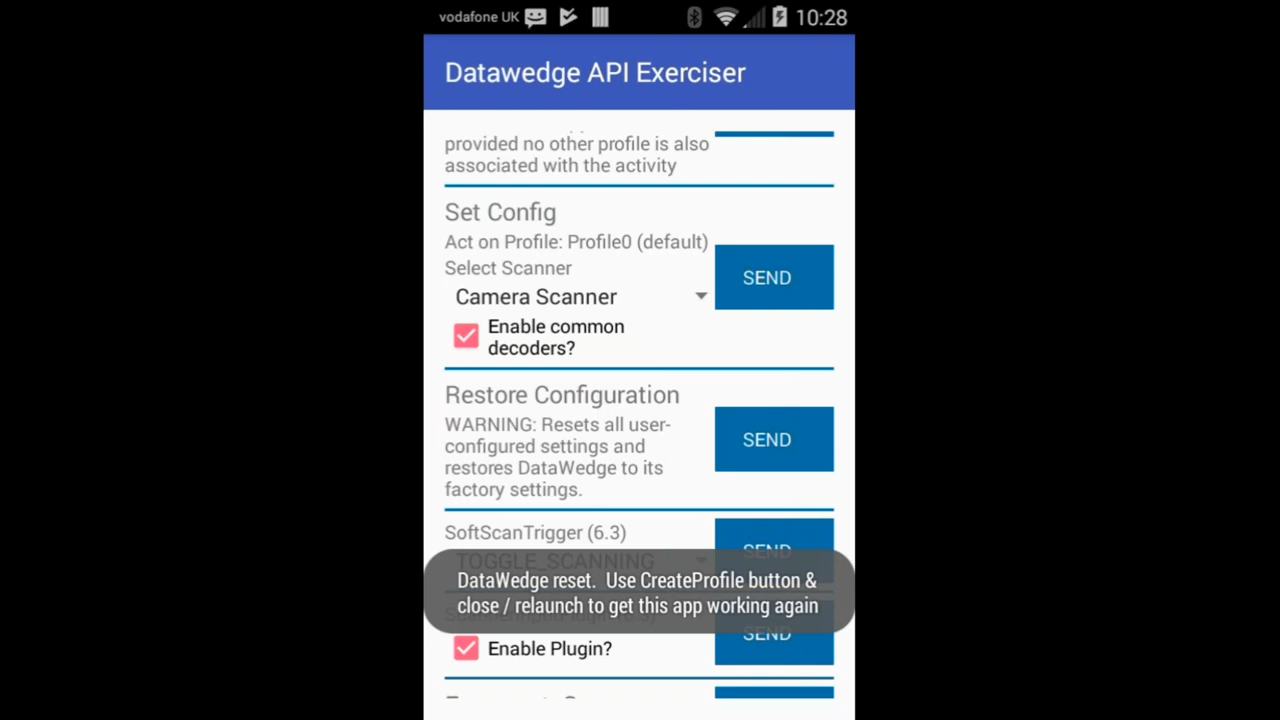 vodafone UK
10:28
Datawedge API Exerciser
provided no other profile is also
associated with the activity
Set Config
Act on Profile: Profile0 (default)
Select Scanner
SEND
Camera Scanner
Enable common
decoders?
Restore Configuration
WARNING: Resets all user-
configured settings and
restores DataWedge to its
factory settings.
SEND
SoftScanTrigger (6.3)
SEND
TOGGLE_SCANNING
DataWedge reset.  Use CreateProfile button &
close / relaunch to get this app working again
SEND
Enable Plugin?